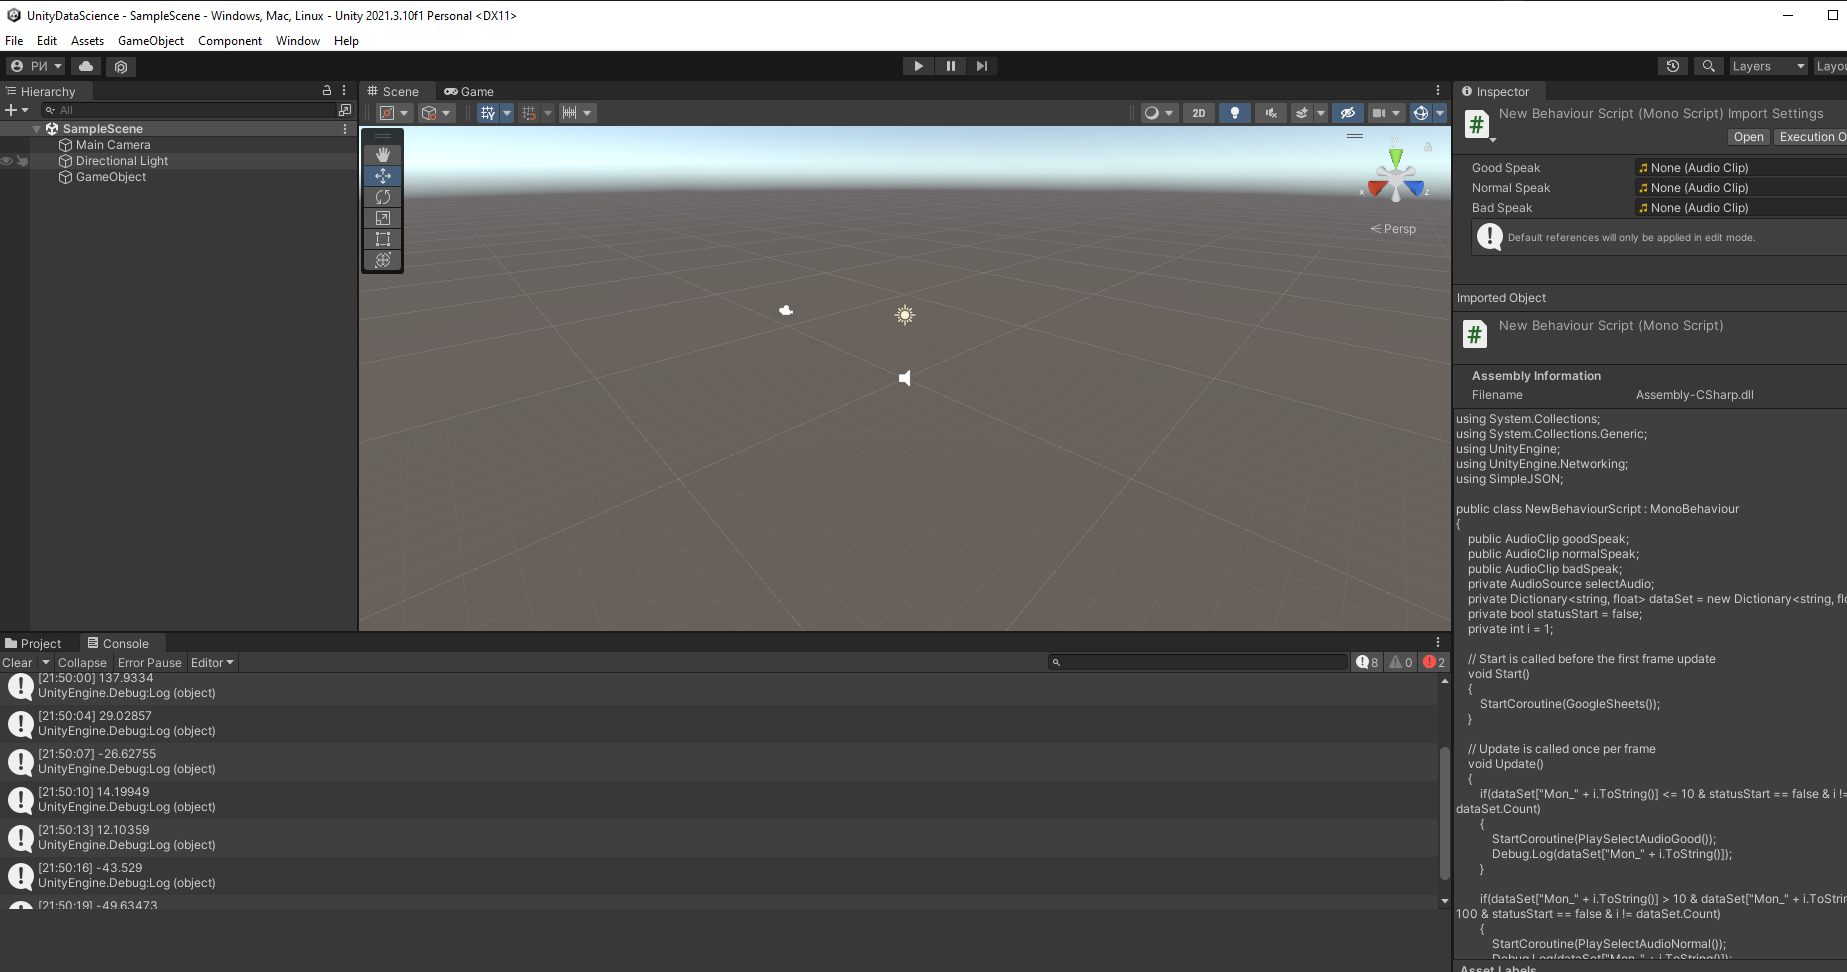 UnityDataScience - SampleScene - Windows, Mac, Linux - Unity 2021.3.10f1 Personal <DX11>
File Edit Assets GameObject Component Window Help
РИ
Layers
Layou
Hierarchy
All
SampleScene
Main Camera
Directional Light
GameObject
Scene
Game
2D
Y
x
z
Persp
Inspector
New Behaviour Script (Mono Script) Import Settings
Open
Execution O
Good Speak None (Audio Clip)
Normal Speak None (Audio Clip)
Bad Speak None (Audio Clip)
Default references will only be applied in edit mode.
Imported Object
New Behaviour Script (Mono Script)
Assembly Information
Filename Assembly-CSharp.dll
using System.Collections;
using System.Collections.Generic;
using UnityEngine;
using UnityEngine.Networking;
using SimpleJSON;
public class NewBehaviourScript : MonoBehaviour
{
public AudioClip goodSpeak;
public AudioClip normalSpeak;
public AudioClip badSpeak;
private AudioSource selectAudio;
private Dictionary<string, float> dataSet = new Dictionary<string, flo
private bool statusStart = false;
private int i = 1;
// Start is called before the first frame update
void Start()
{
StartCoroutine(GoogleSheets());
}
// Update is called once per frame
void Update()
{
if(dataSet["Mon_" + i.ToString()] <= 10 & statusStart == false & i !=
dataSet.Count)
{
StartCoroutine(PlaySelectAudioGood());
Debug.Log(dataSet["Mon_" + i.ToString()]);
}
if(dataSet["Mon_" + i.ToString()] > 10 & dataSet["Mon_" + i.ToStrin
100 & statusStart == false & i != dataSet.Count)
{
StartCoroutine(PlaySelectAudioNormal());
Debug.Log(dataSet["Mon_" + i.ToString()]);
Asset Labels
Project
Console
Clear Collapse Error Pause Editor
8 0 2
[21:50:00] 137.9334
UnityEngine.Debug:Log (object)
[21:50:04] 29.02857
UnityEngine.Debug:Log (object)
[21:50:07] -26.62755
UnityEngine.Debug:Log (object)
[21:50:10] 14.19949
UnityEngine.Debug:Log (object)
[21:50:13] 12.10359
UnityEngine.Debug:Log (object)
[21:50:16] -43.529
UnityEngine.Debug:Log (object)
[21:50:19] -49.63473